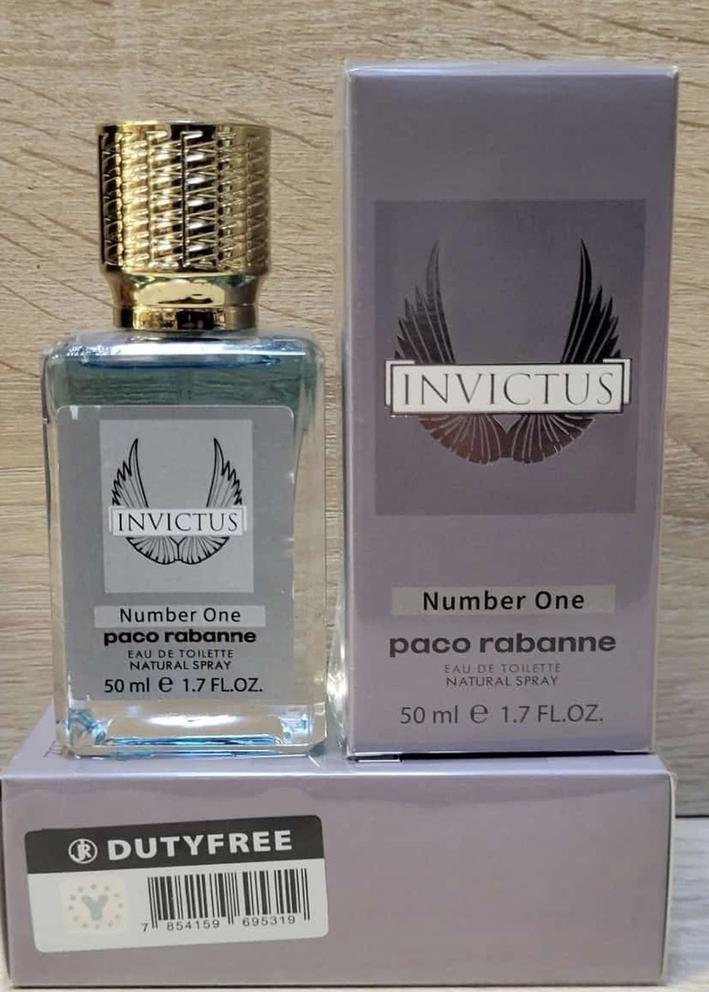 INVICTUS
Number One
paco rabanne
EAU DE TOILETTE
NATURAL SPRAY
50 ml e 1.7 FL.OZ.
INVICTUS
Number One
paco rabanne
EAU DE TOILETTE
NATURAL SPRAY
50 ml e 1.7 FL.OZ.
DUTYFREE
Y
7 854159 695319